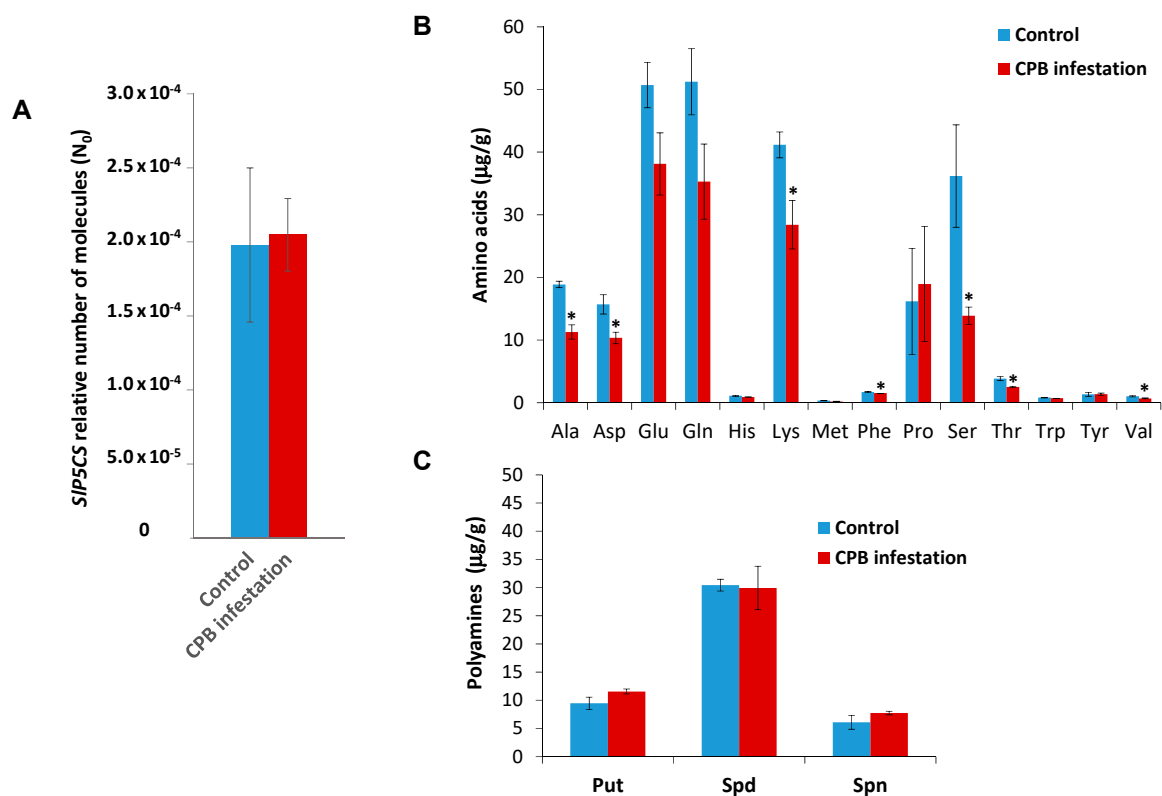 A
SlP5CS relative number of molecules (N₀)
3.0 x 10⁻⁴
2.5 x 10⁻⁴
2.0 x 10⁻⁴
1.5 x 10⁻⁴
1.0 x 10⁻⁴
5.0 x 10⁻⁵
0
Control
CPB infestation
B
Amino acids (µg/g)
60
50
40
30
20
10
0
Control
CPB infestation
* * * * * * *
Ala Asp Glu Gln His Lys Met Phe Pro Ser Thr Trp Tyr Val
C
Polyamines (µg/g)
50
45
40
35
30
25
20
15
10
5
0
Control
CPB infestation
Put Spd Spn